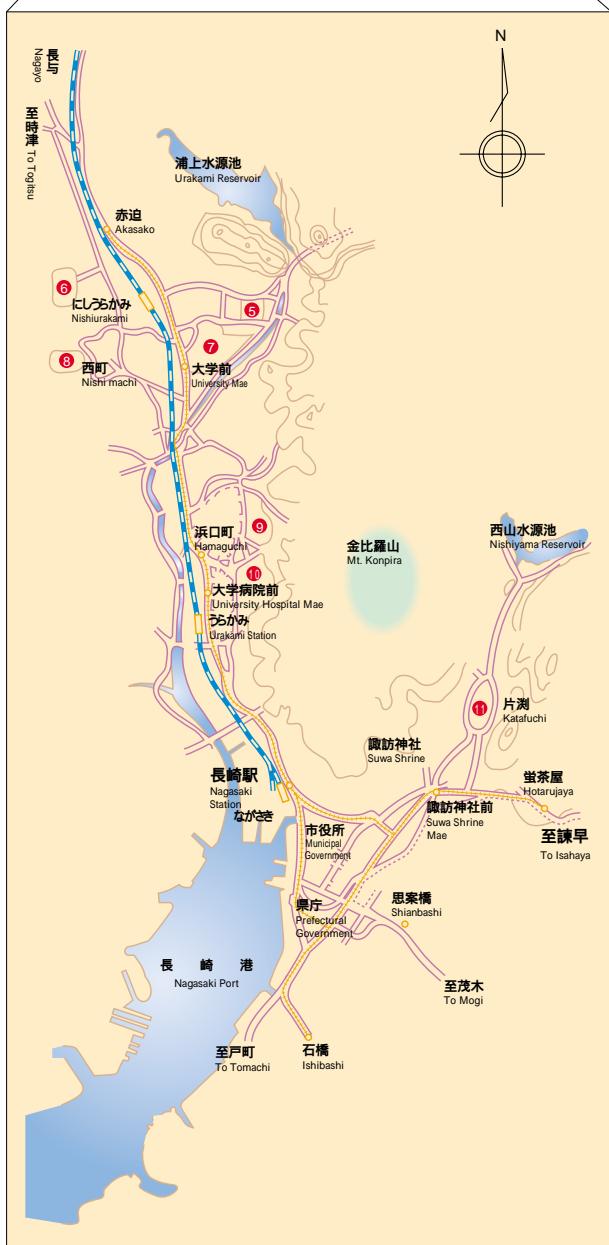 N
長与
Nagayo
至時津 To Togitsu
浦上水源池
Urakami Reservoir
赤迫
Akasako
6
にしうらかみ
Nishiurakami
5
7
8
西町
Nishi machi
大学前
University Mae
9
浜口町
Hamaguchi
10
大学病院前
University Hospital Mae
うらかみ
Urakami Station
金比羅山
Mt. Konpira
西山水源池
Nishiyama Reservoir
11
片渕
Katafuchi
諏訪神社
Suwa Shrine
蛍茶屋
Hotarujaya
長崎駅
Nagasaki
Station
ながさき
諏訪神社前
Suwa Shrine
Mae
至諫早
To Isahaya
市役所
Municipal
Government
思案橋
Shianbashi
県庁
Prefectural
Government
長崎港
Nagasaki Port
至茂木
To Mogi
至戸町
To Tomachi
石橋
Ishibashi